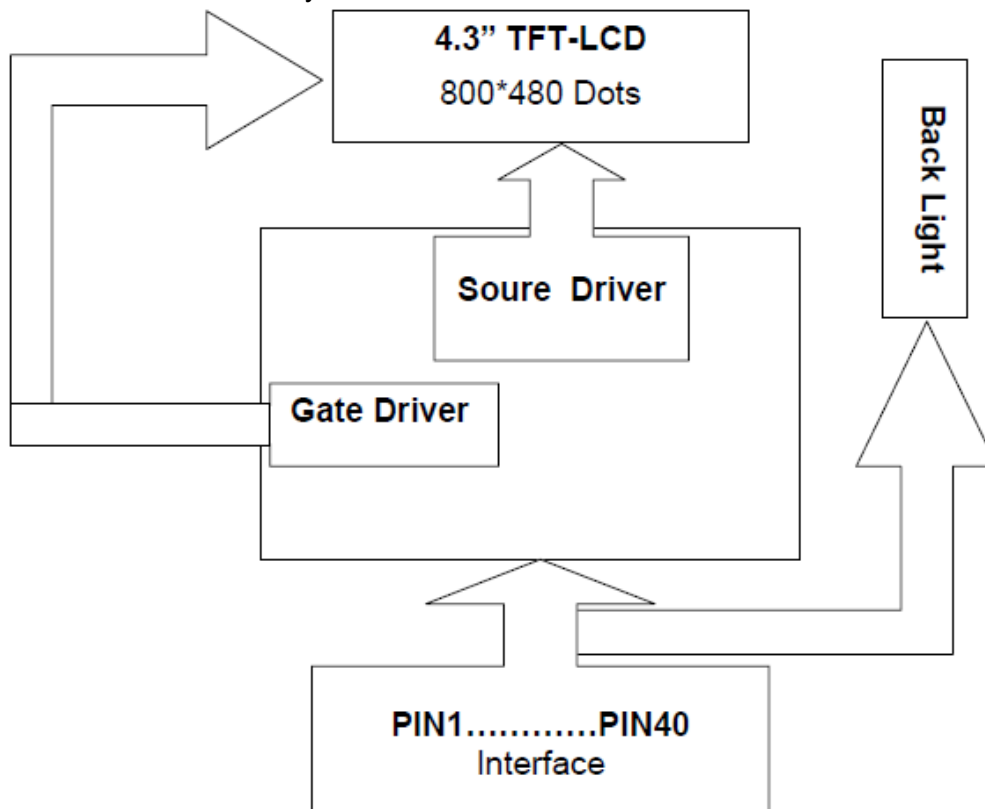 4.3” TFT-LCD
800*480 Dots
Back Light
Soure Driver
Gate Driver
PIN1…………PIN40
Interface